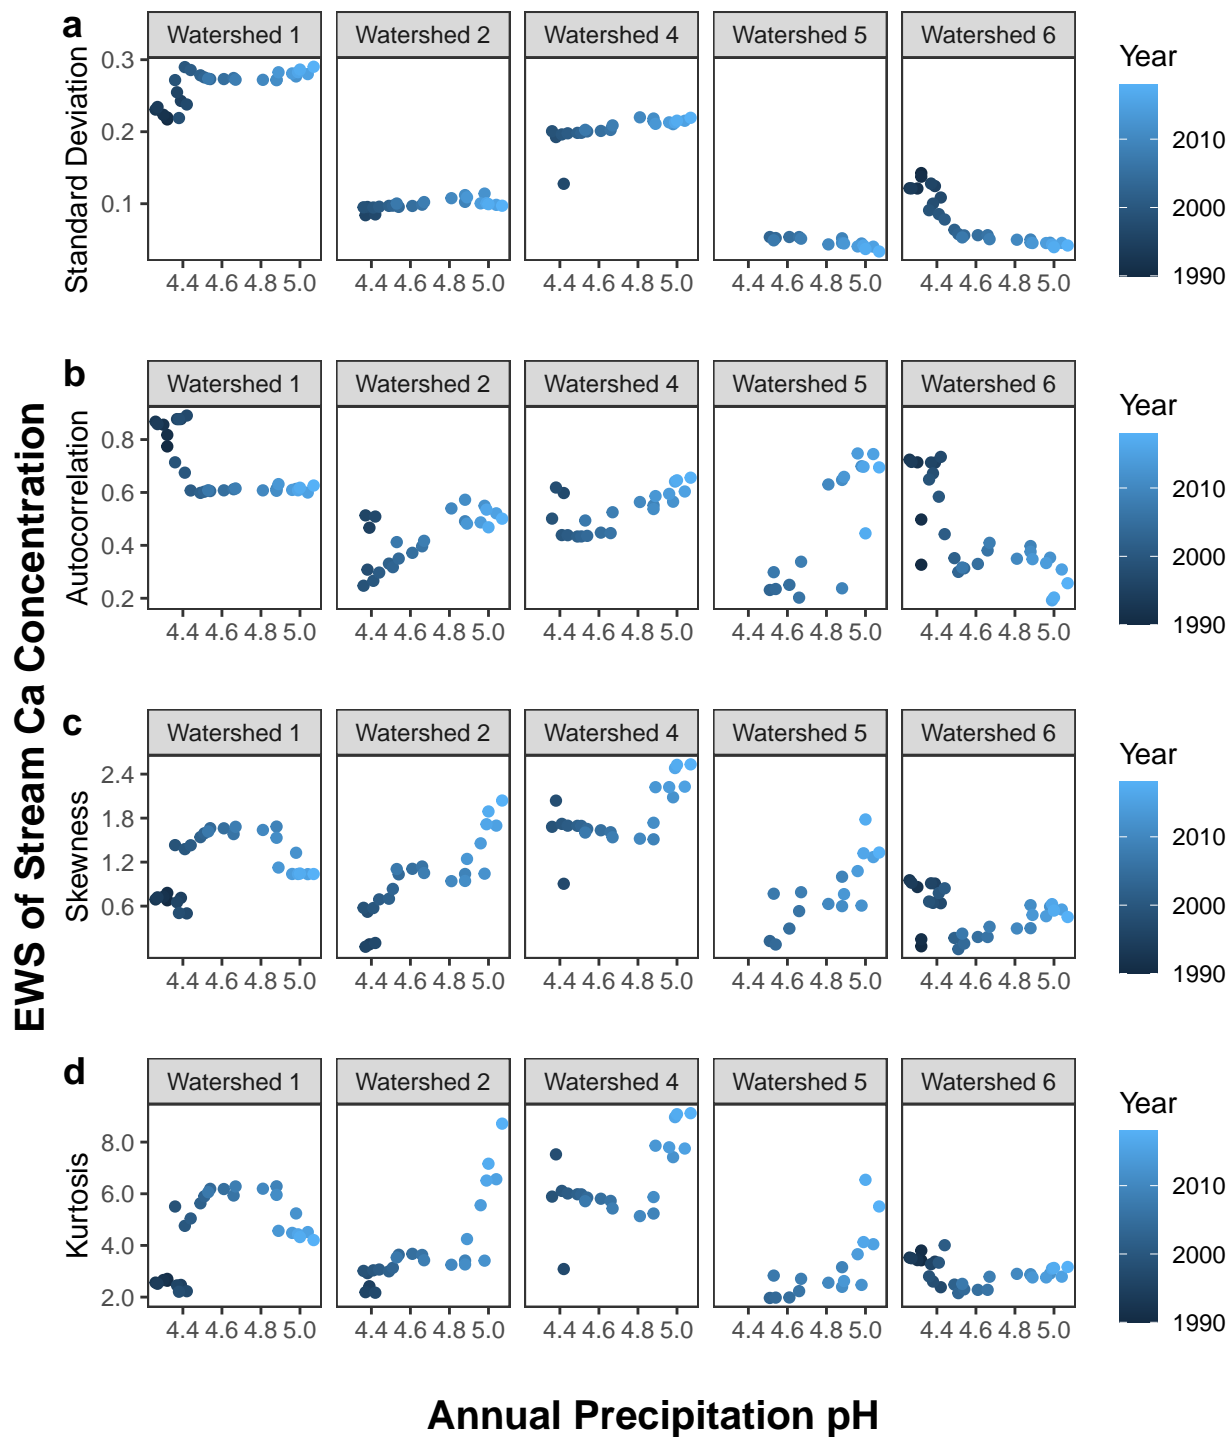 a
Watershed 1 Watershed 2 Watershed 4 Watershed 5 Watershed 6
Standard Deviation
0.3
0.2
0.1
4.4 4.6 4.8 5.0 4.4 4.6 4.8 5.0 4.4 4.6 4.8 5.0 4.4 4.6 4.8 5.0 4.4 4.6 4.8 5.0
Year
2010
2000
1990
EWS of Stream Ca Concentration
b
Watershed 1 Watershed 2 Watershed 4 Watershed 5 Watershed 6
Autocorrelation
0.8
0.6
0.4
0.2
4.4 4.6 4.8 5.0 4.4 4.6 4.8 5.0 4.4 4.6 4.8 5.0 4.4 4.6 4.8 5.0 4.4 4.6 4.8 5.0
Year
2010
2000
1990
c
Watershed 1 Watershed 2 Watershed 4 Watershed 5 Watershed 6
Skewness
2.4
1.8
1.2
0.6
4.4 4.6 4.8 5.0 4.4 4.6 4.8 5.0 4.4 4.6 4.8 5.0 4.4 4.6 4.8 5.0 4.4 4.6 4.8 5.0
Year
2010
2000
1990
d
Watershed 1 Watershed 2 Watershed 4 Watershed 5 Watershed 6
Kurtosis
8.0
6.0
4.0
2.0
4.4 4.6 4.8 5.0 4.4 4.6 4.8 5.0 4.4 4.6 4.8 5.0 4.4 4.6 4.8 5.0 4.4 4.6 4.8 5.0
Year
2010
2000
1990
Annual Precipitation pH